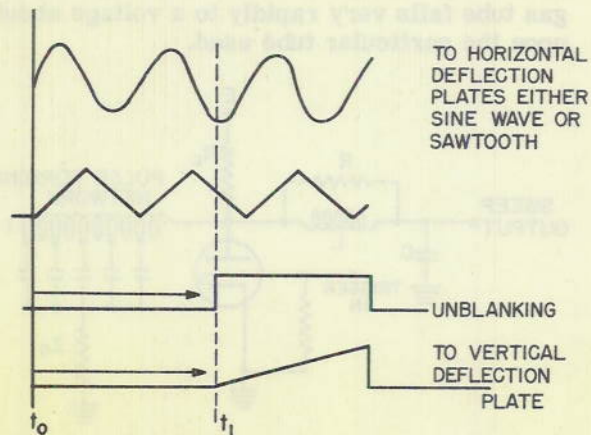 TO HORIZONTAL
DEFLECTION
PLATES EITHER
SINE WAVE OR
SAWTOOTH
UNBLANKING
TO VERTICAL
DEFLECTION
PLATE
t₀
t₁